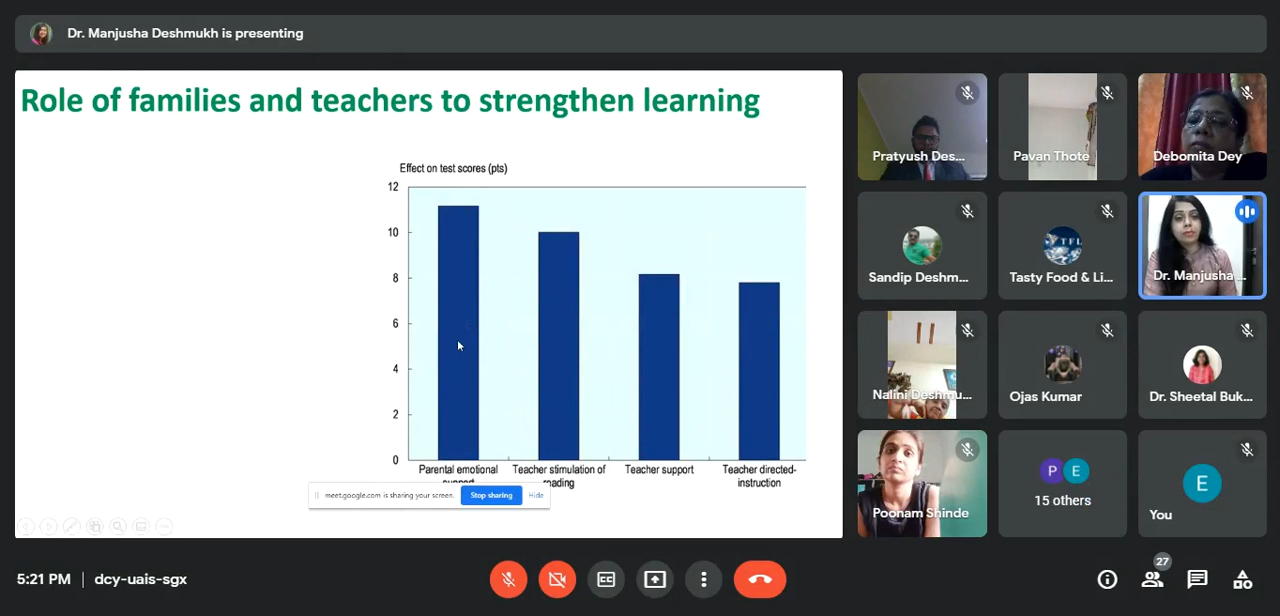 Dr. Manjusha Deshmukh is presenting
Role of families and teachers to strengthen learning
Effect on test scores (pts)
12
10
8
6
4
2
0
Parental emotional
support
Teacher stimulation of
reading
Teacher support
Teacher directed-
instruction
meet.google.com is sharing your screen.
Stop sharing
Hide
Pratyush Des...
Pavan Thote
Debomita Dey
Sandip Deshm...
TFL
Tasty Food & Li...
Dr. Manjusha ...
Nalini Deshmu...
Ojas Kumar
Dr. Sheetal Buk...
Poonam Shinde
P
E
15 others
E
You
5:21 PM | dcy-uais-sgx
CC
27